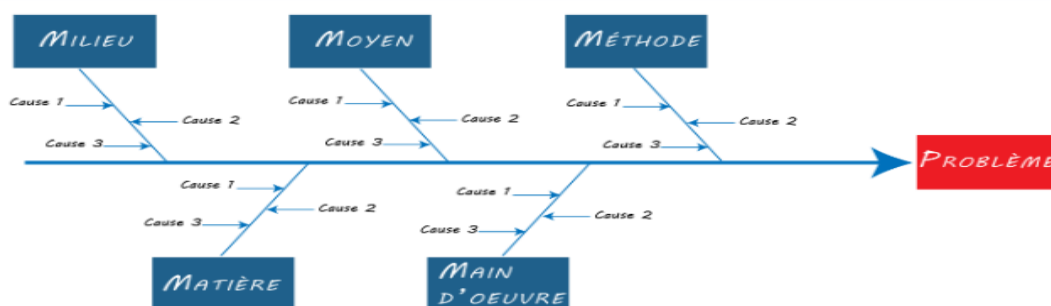 MILIEU
MOYEN
MÉTHODE
Cause 1
Cause 2
Cause 3
Cause 1
Cause 2
Cause 3
Cause 1
Cause 2
Cause 3
PROBLÈME
Cause 1
Cause 2
Cause 3
Cause 1
Cause 2
Cause 3
MATIÈRE
MAIN
D'OEUVRE